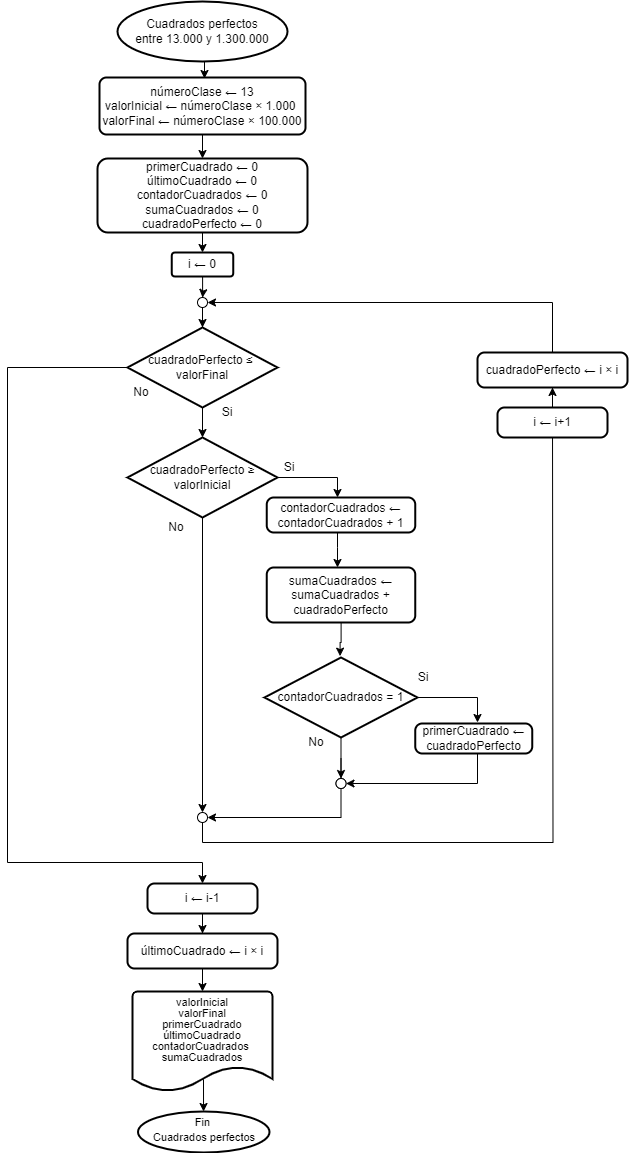 Cuadrados perfectos
entre 13.000 y 1.300.000
númeroClase ← 13
valorInicial ← númeroClase × 1.000
valorFinal ← númeroClase × 100.000
primerCuadrado ← 0
últimoCuadrado ← 0
contadorCuadrados ← 0
sumaCuadrados ← 0
cuadradoPerfecto ← 0
i ← 0
cuadradoPerfecto ≤
valorFinal
No
Si
cuadradoPerfecto ← i × i
i ← i+1
cuadradoPerfecto ≥
valorInicial
Si
No
contadorCuadrados ←
contadorCuadrados + 1
sumaCuadrados ←
sumaCuadrados +
cuadradoPerfecto
contadorCuadrados = 1
Si
No
primerCuadrado ←
cuadradoPerfecto
i ← i-1
últimoCuadrado ← i × i
valorInicial
valorFinal
primerCuadrado
últimoCuadrado
contadorCuadrados
sumaCuadrados
Fin
Cuadrados perfectos